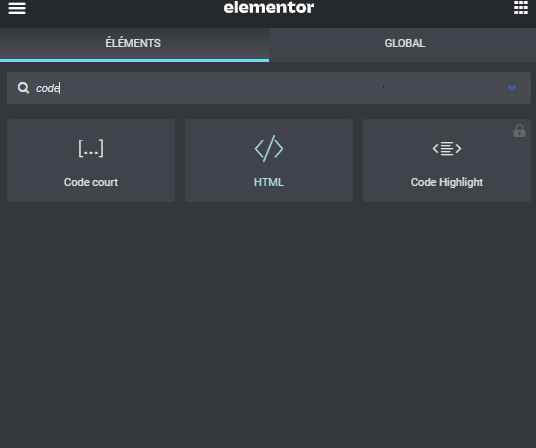 elementor
ÉLÉMENTS
GLOBAL
code
[...]
Code court
HTML
Code Highlight